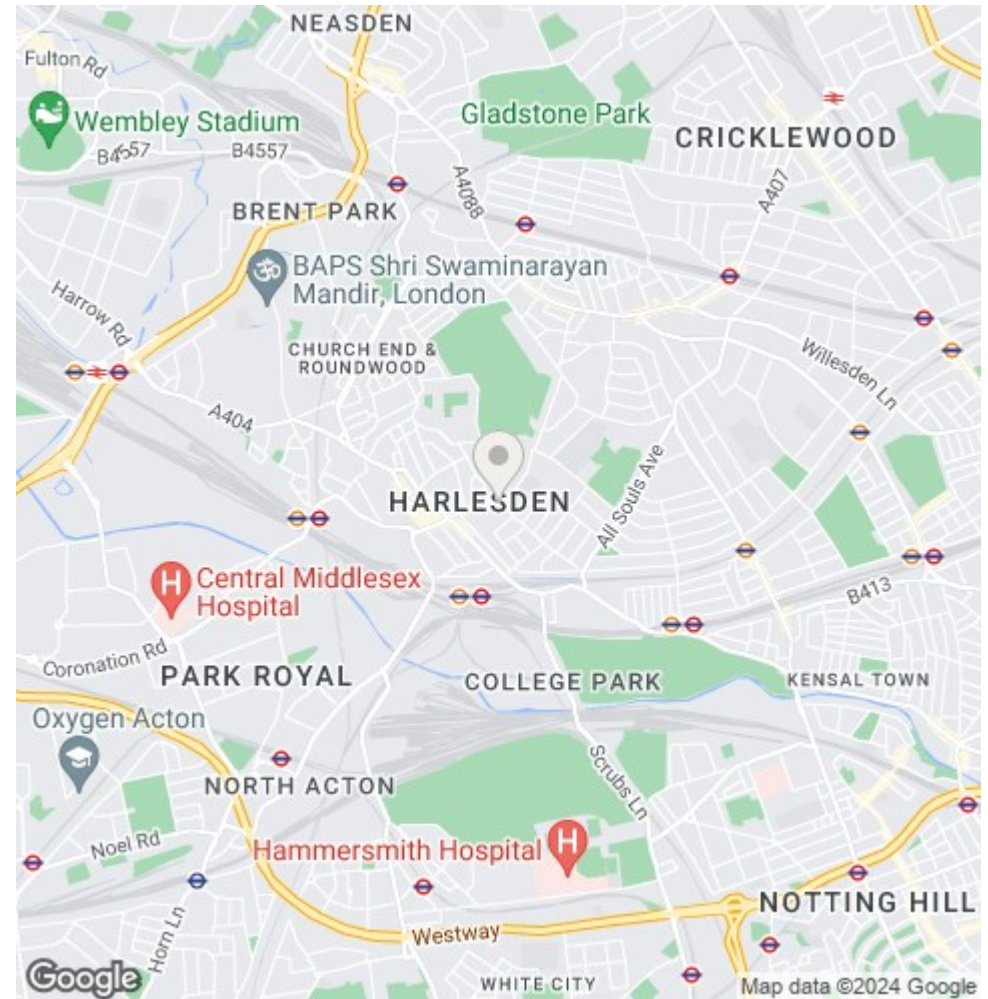 NEASDEN
Fulton Rd
Wembley Stadium
Gladstone Park
CRICKLEWOOD
B4557
B4557
A4088
A407
BRENT PARK
BAPS Shri Swaminarayan
Mandir, London
Harrow Rd
CHURCH END &
ROUNDWOOD
Willesden Ln
A404
All Souls Ave
HARLESDEN
Central Middlesex
Hospital
B413
Coronation Rd
PARK ROYAL
COLLEGE PARK
KENSAL TOWN
Oxygen Acton
Scrubs Ln
NORTH ACTON
Noel Rd
Hammersmith Hospital
Horn Ln
NOTTING HILL
Westway
WHITE CITY
Google
Map data ©2024 Google